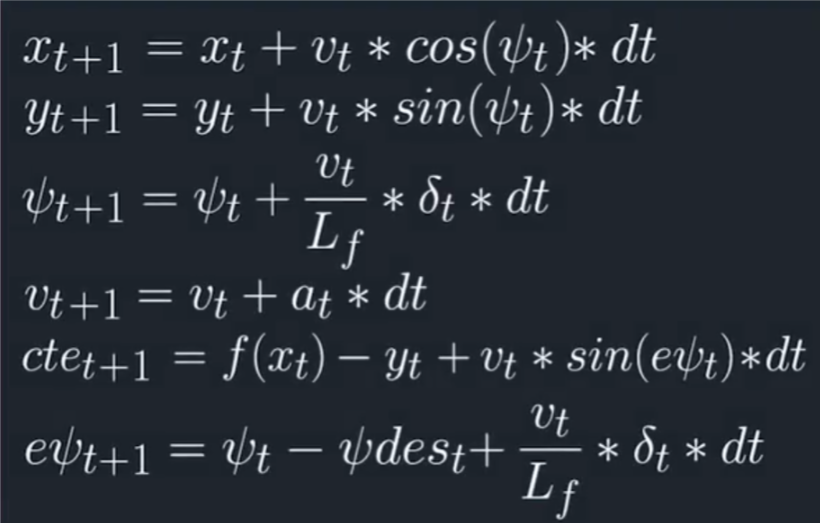 x_{t+1} = x_t + v_t * cos(ψ_t) * dt
y_{t+1} = y_t + v_t * sin(ψ_t) * dt
ψ_{t+1} = ψ_t + \frac{v_t}{L_f} * δ_t * dt
v_{t+1} = v_t + a_t * dt
cte_{t+1} = f(x_t) - y_t + v_t * sin(eψ_t) * dt
eψ_{t+1} = ψ_t - ψdes_t + \frac{v_t}{L_f} * δ_t * dt